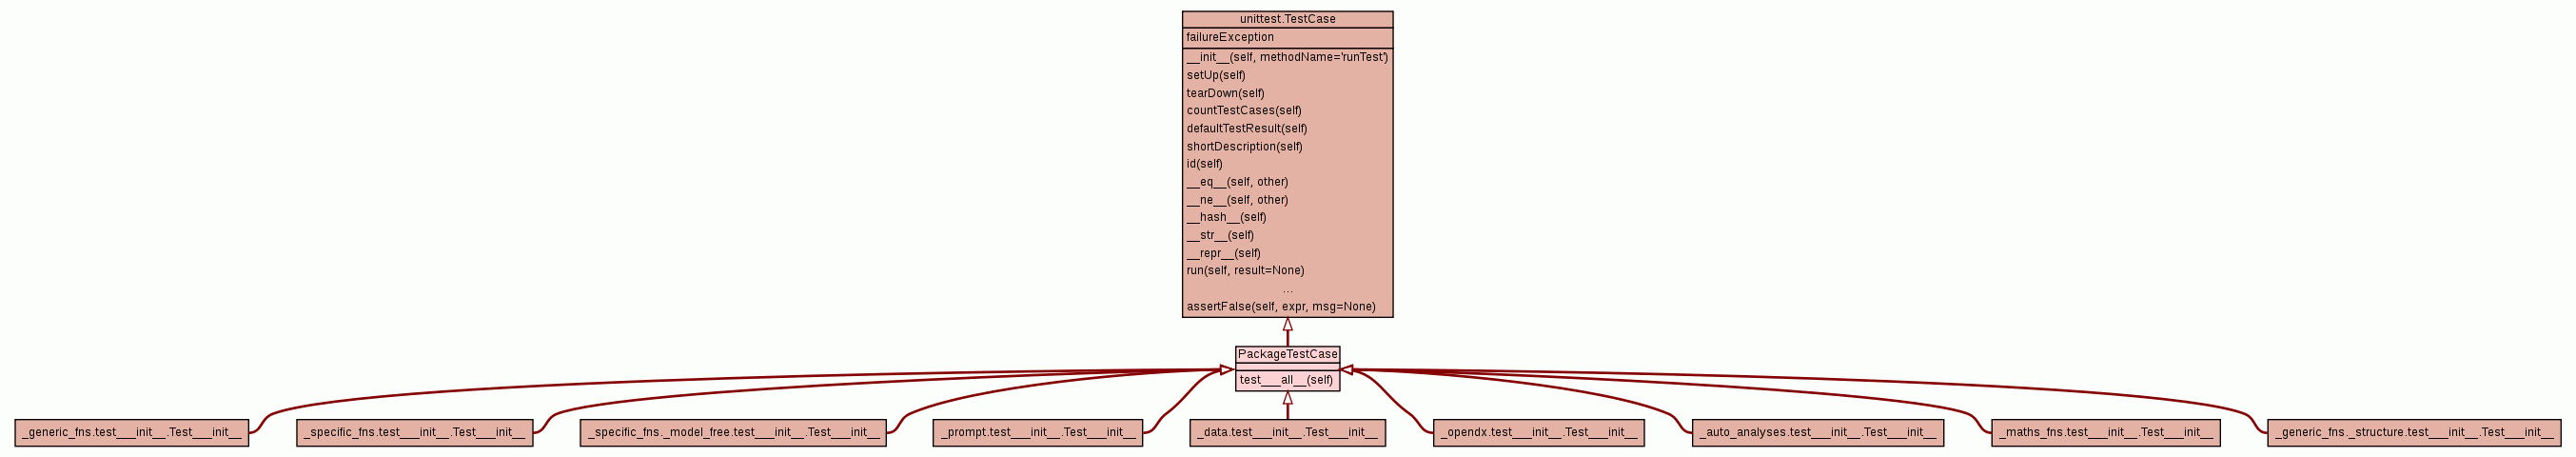 unittest.TestCase
failureException
__init__(self, methodName='runTest')
setUp(self)
tearDown(self)
countTestCases(self)
defaultTestResult(self)
shortDescription(self)
id(self)
__eq__(self, other)
__ne__(self, other)
__hash__(self)
__str__(self)
__repr__(self)
run(self, result=None)
...
assertFalse(self, expr, msg=None)
PackageTestCase
test___all__(self)
_generic_fns.test___init__.Test___init__
_specific_fns.test___init__.Test___init__
_specific_fns._model_free.test___init__.Test___init__
_prompt.test___init__.Test___init__
_data.test___init__.Test___init__
_opendx.test___init__.Test___init__
_auto_analyses.test___init__.Test___init__
_maths_fns.test___init__.Test___init__
_generic_fns._structure.test___init__.Test___init__